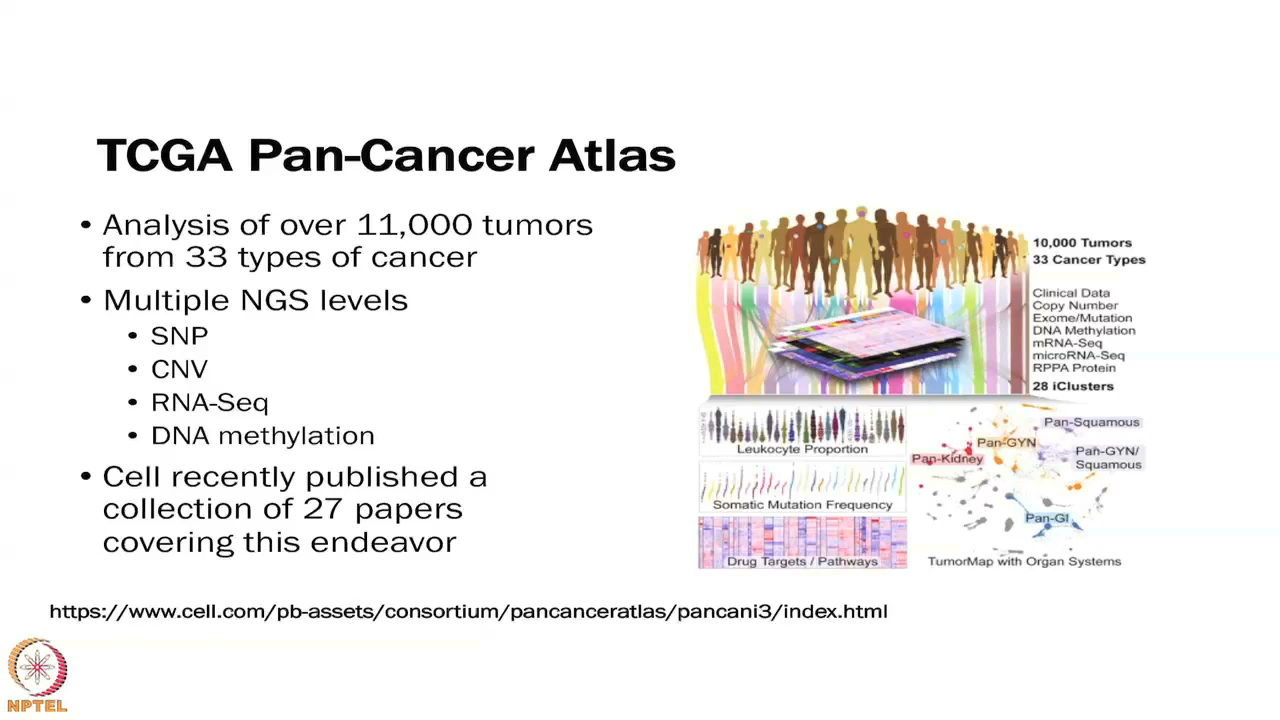 TCGA Pan-Cancer Atlas
• Analysis of over 11,000 tumors
from 33 types of cancer
• Multiple NGS levels
• SNP
• CNV
• RNA-Seq
• DNA methylation
• Cell recently published a
collection of 27 papers
covering this endeavor
10,000 Tumors
33 Cancer Types
Clinical Data
Copy Number
Exome/Mutation
DNA Methylation
mRNA-Seq
microRNA-Seq
RPPA Protein
28 iClusters
Leukocyte Proportion
Somatic Mutation Frequency
Drug Targets / Pathways
Pan-Squamous
Pan-GYN
Pan-GYN/
Squamous
Pan-Kidney
Pan-GI
TumorMap with Organ Systems
https://www.cell.com/pb-assets/consortium/pancanceratlas/pancani3/index.html
NPTEL